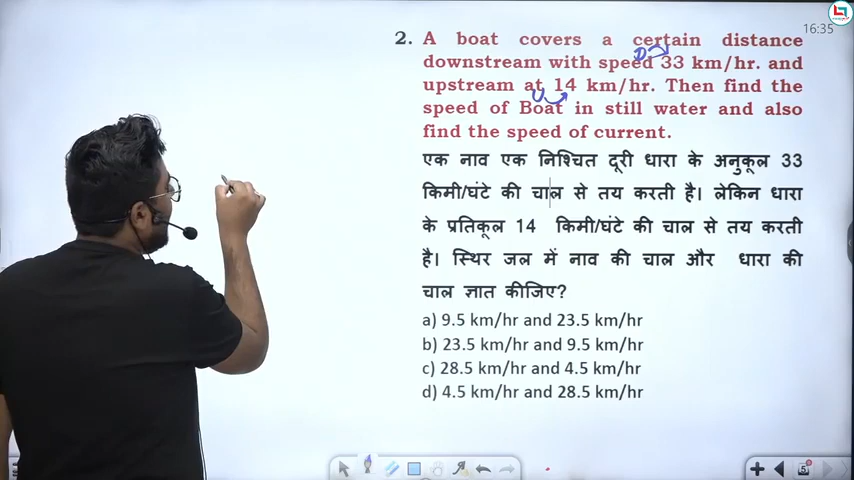 16:35
2. A boat covers a certain distance
downstream with speed 33 km/hr. and
upstream at 14 km/hr. Then find the
speed of Boat in still water and also
find the speed of current.
एक नाव एक निश्चित दूरी धारा के अनुकूल 33
किमी/घंटे की चाल से तय करती है। लेकिन धारा
के प्रतिकूल 14 किमी/घंटे की चाल से तय करती
है। स्थिर जल में नाव की चाल और धारा की
चाल ज्ञात कीजिए?
a) 9.5 km/hr and 23.5 km/hr
b) 23.5 km/hr and 9.5 km/hr
c) 28.5 km/hr and 4.5 km/hr
d) 4.5 km/hr and 28.5 km/hr
D
U